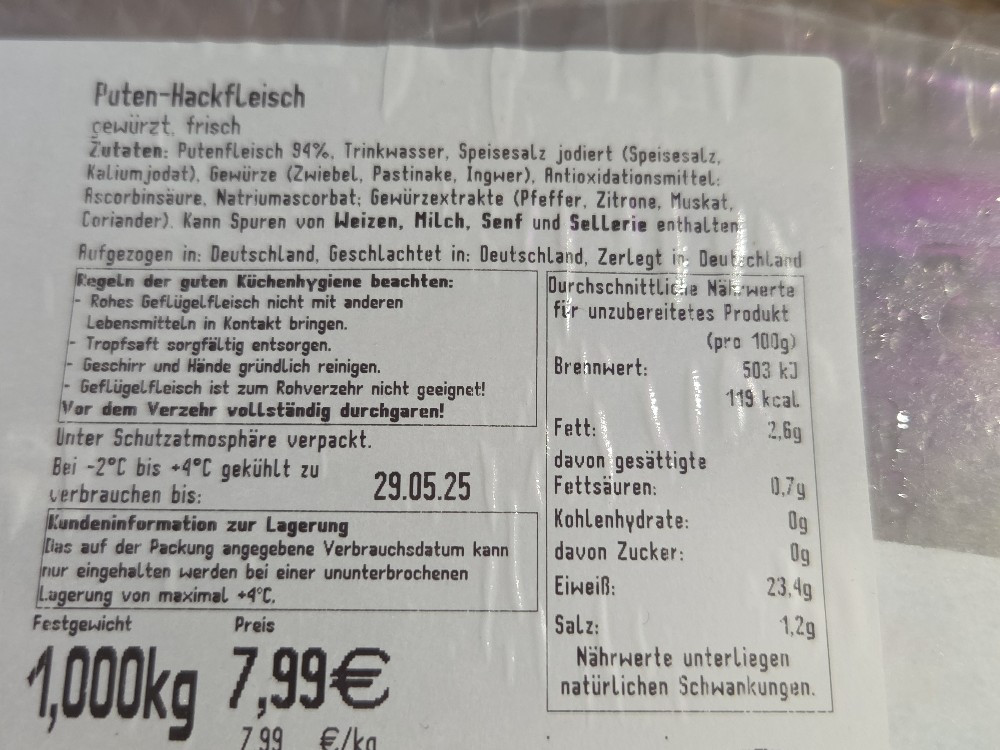 Puten-Hackfleisch
gewürzt, frisch
Zutaten: Putenfleisch 94%, Trinkwasser, Speisesalz jodiert (Speisesalz,
Kaliumjodat), Gewürze (Zwiebel, Pastinake, Ingwer), Antioxidationsmittel:
Ascorbinsäure, Natriumascorbat; Gewürzextrakte (Pfeffer, Zitrone, Muskat,
Coriander). Kann Spuren von Weizen, Milch, Senf und Sellerie enthalten
Aufgezogen in: Deutschland, Geschlachtet in: Deutschland, Zerlegt in: Deutschland
Regeln der guten Küchenhygiene beachten:
- Rohes Geflügelfleisch nicht mit anderen
Lebensmitteln in Kontakt bringen.
- Tropfsaft sorgfältig entsorgen.
- Geschirr und Hände gründlich reinigen.
- Geflügelfleisch ist zum Rohverzehr nicht geeignet!
Vor dem Verzehr vollständig durchgaren!
Unter Schutzatmosphäre verpackt.
Bei -2°C bis +4°C gekühlt zu
verbrauchen bis: 29.05.25
Kundeninformation zur Lagerung
Das auf der Packung angegebene Verbrauchsdatum kann
nur eingehalten werden bei einer ununterbrochenen
Lagerung von maximal +4°C.
Festgewicht Preis
1,000kg 7,99€
7,99 €/kg
Durchschnittliche Nährwerte
für unzubereitetes Produkt
(pro 100g)
Brennwert: 503 kJ
119 kcal
Fett: 2,6g
davon gesättigte
Fettsäuren: 0,7g
Kohlenhydrate: 0g
davon Zucker: 0g
Eiweiß: 23,4g
Salz: 1,2g
Nährwerte unterliegen
natürlichen Schwankungen.